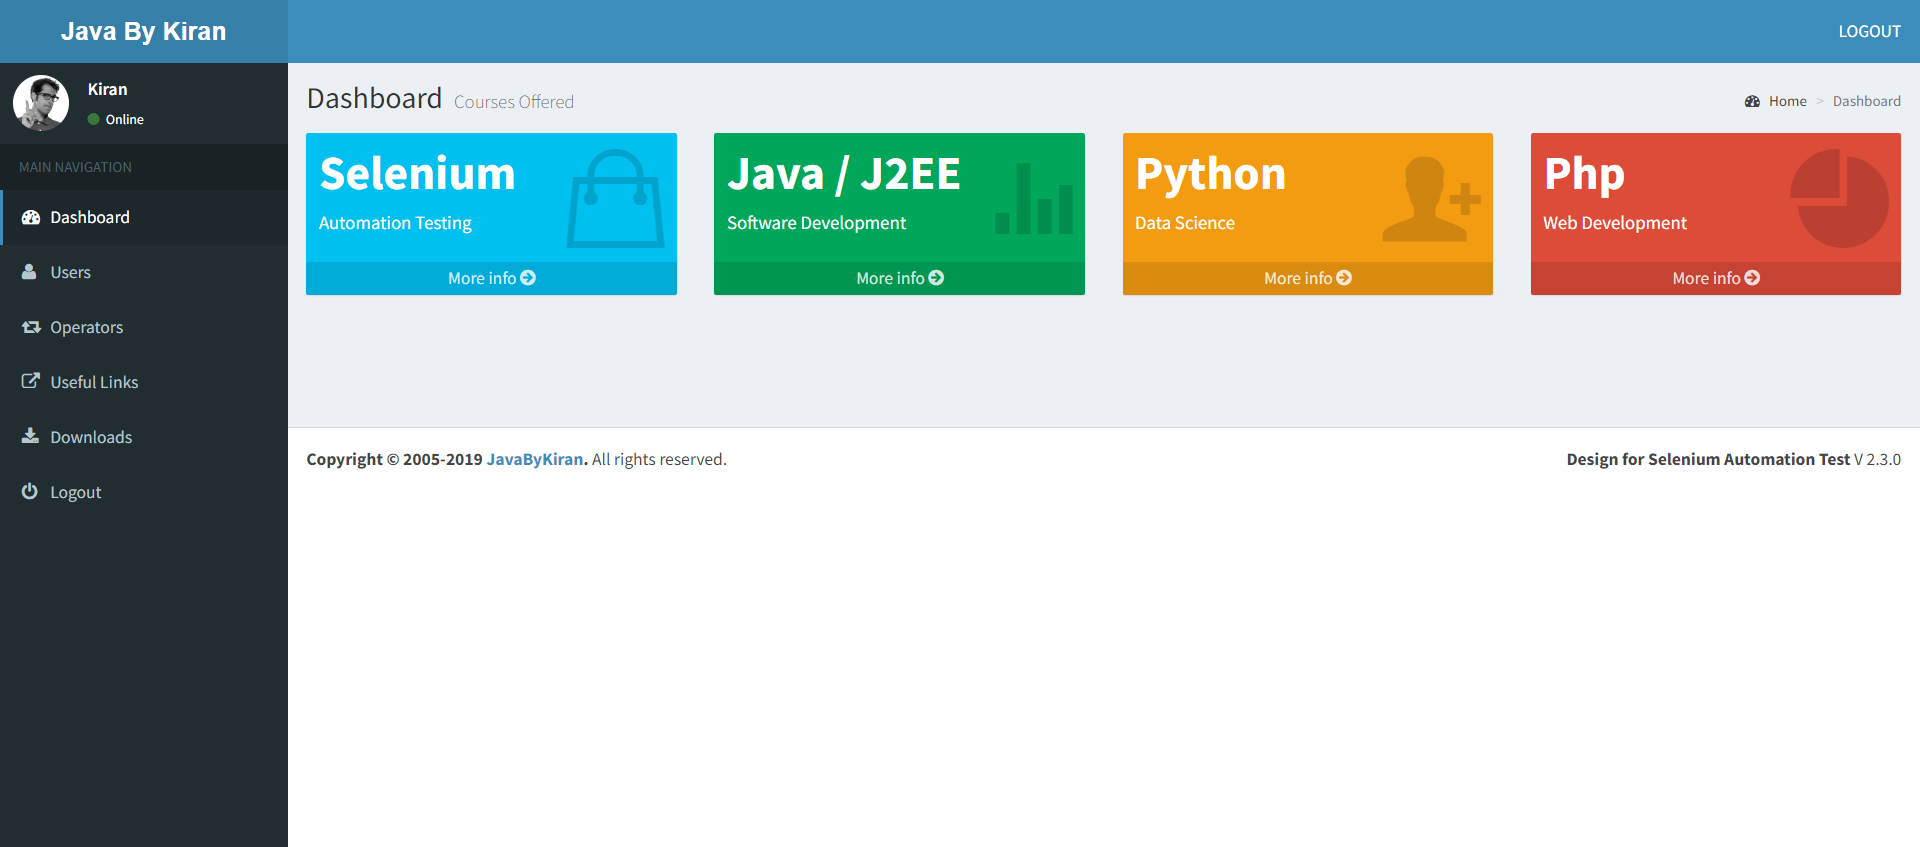 Java By Kiran
LOGOUT
Kiran
Online
MAIN NAVIGATION
Dashboard
Users
Operators
Useful Links
Downloads
Logout
Dashboard Courses Offered
Home > Dashboard
Selenium
Automation Testing
More info
Java / J2EE
Software Development
More info
Python
Data Science
More info
Php
Web Development
More info
Copyright © 2005-2019 JavaByKiran. All rights reserved.
Design for Selenium Automation Test V 2.3.0